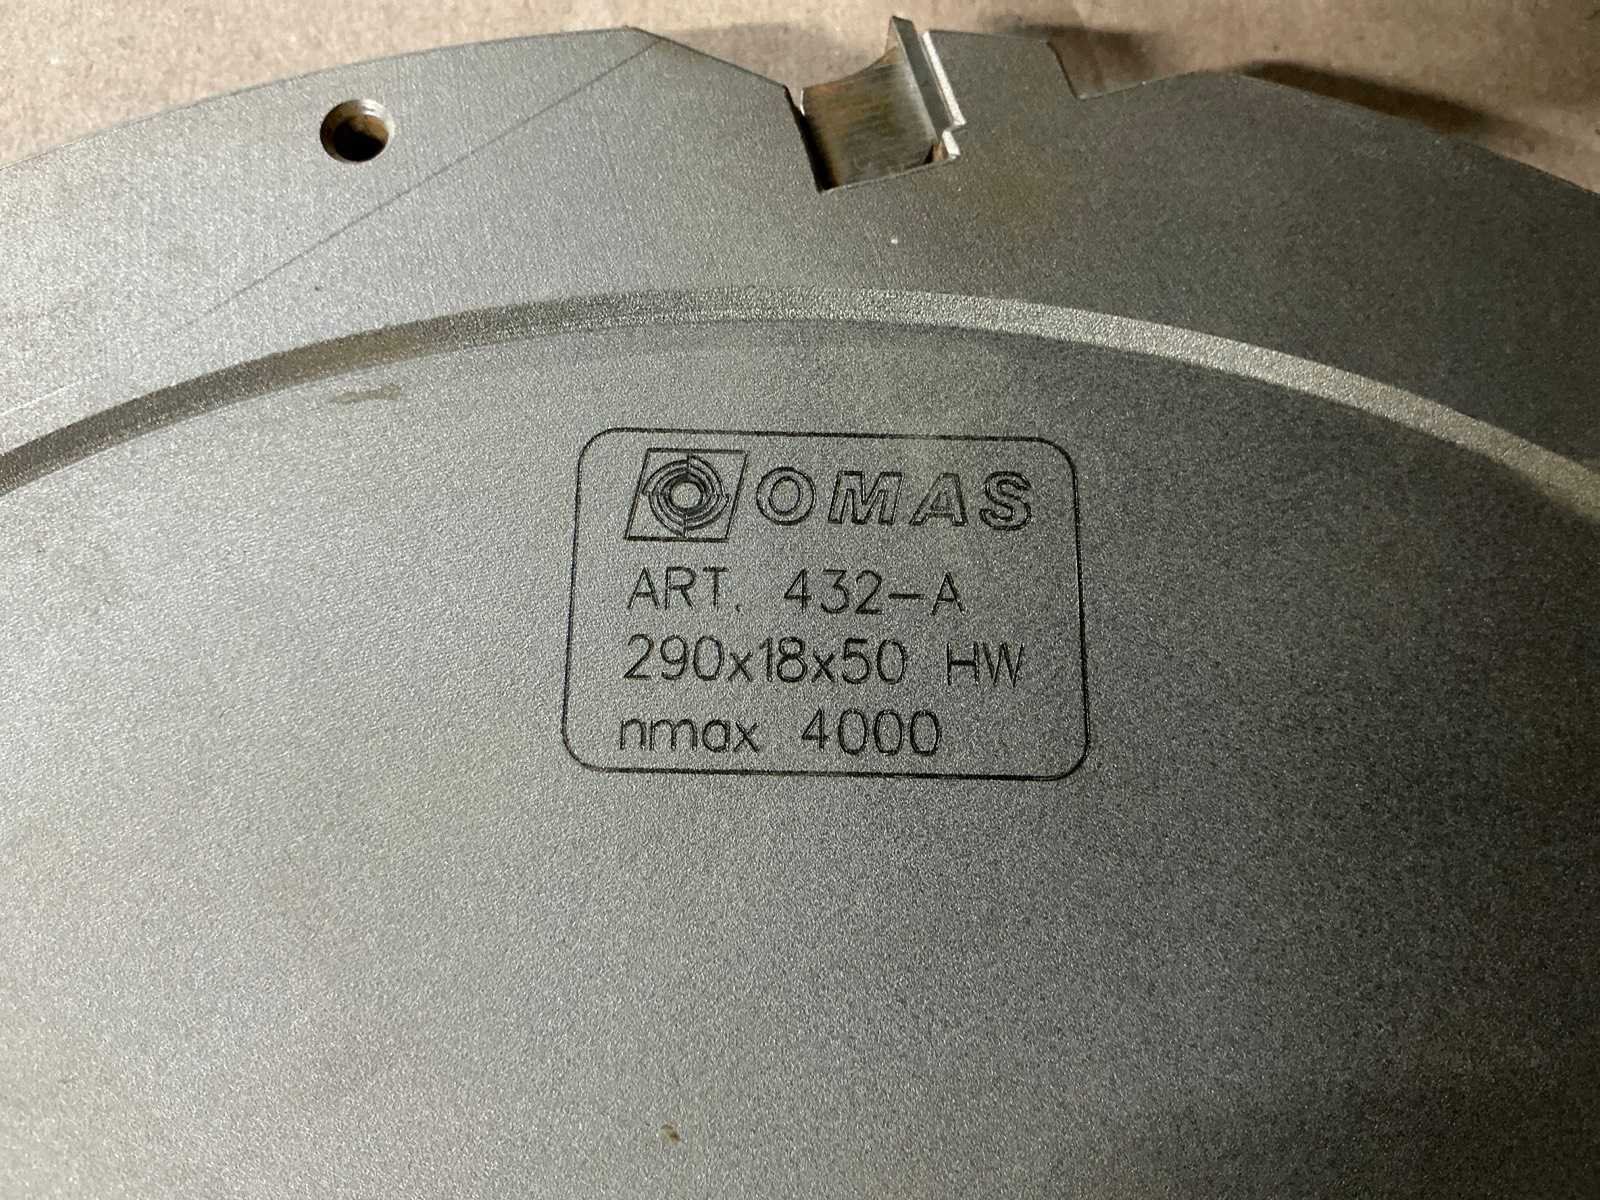 OMAS
ART. 432-A
290x18x50 HW
nmax 4000